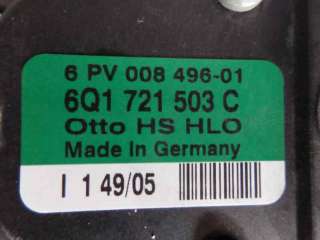 6 PV 008 496-01
6Q1 721 503 C
Otto HS HLO
Made In Germany
I 1 49/05